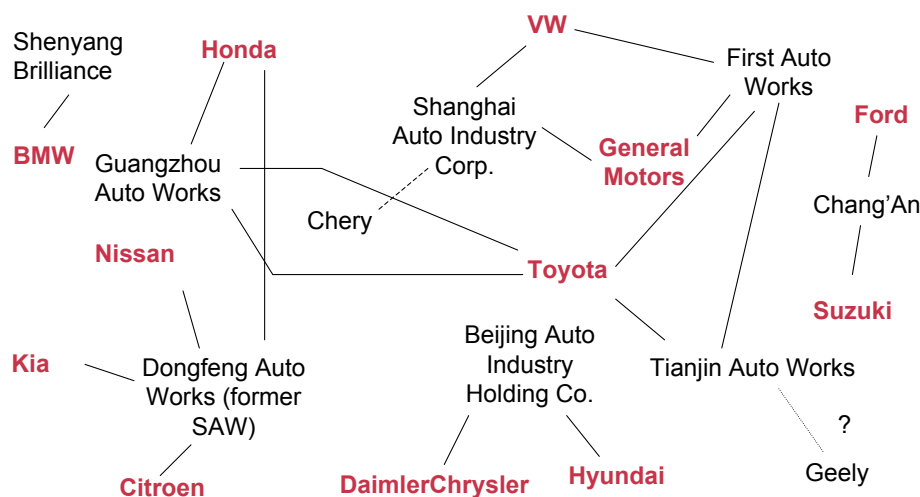 VW
Shenyang
Brilliance
Honda
First Auto
Works
Shanghai
Auto Industry
Corp.
Ford
BMW
Guangzhou
Auto Works
General
Motors
Chery
Chang'An
Nissan
Toyota
Suzuki
Kia
Dongfeng Auto
Works (former
SAW)
Beijing Auto
Industry
Holding Co.
Tianjin Auto Works
?
Citroen
DaimlerChrysler
Hyundai
Geely